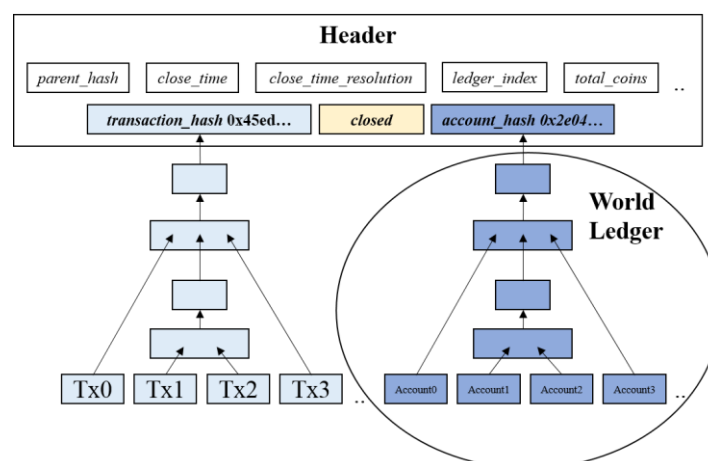 Header
parent_hash close_time close_time_resolution ledger_index total_coins ..
transaction_hash 0x45ed... closed account_hash 0x2e04...
World
Ledger
Tx0 Tx1 Tx2 Tx3 .. Account0 Account1 Account2 Account3 ..